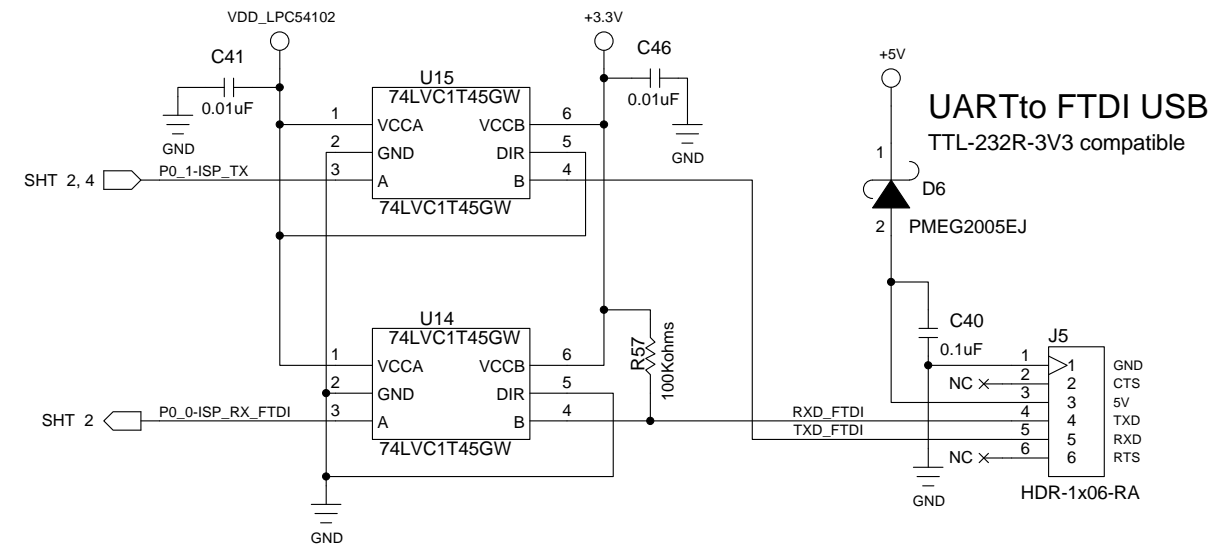 VDD_LPC54102
+3.3V
C41
0.01uF
GND
C46
0.01uF
GND
U15
74LVC1T45GW
1 VCCA VCCB 6
2 GND DIR 5
3 A B 4
74LVC1T45GW
SHT 2, 4 P0_1-ISP_TX
U14
74LVC1T45GW
1 VCCA VCCB 6
2 GND DIR 5
3 A B 4
74LVC1T45GW
SHT 2 P0_0-ISP_RX_FTDI
GND
R57
100Kohms
+5V
UARTto FTDI USB
TTL-232R-3V3 compatible
1
D6
2 PMEG2005EJ
C40
0.1uF
GND
J5
1 1 GND
NC 2 2 CTS
3 3 5V
RXD_FTDI 4 4 TXD
TXD_FTDI 5 5 RXD
NC 6 6 RTS
HDR-1x06-RA